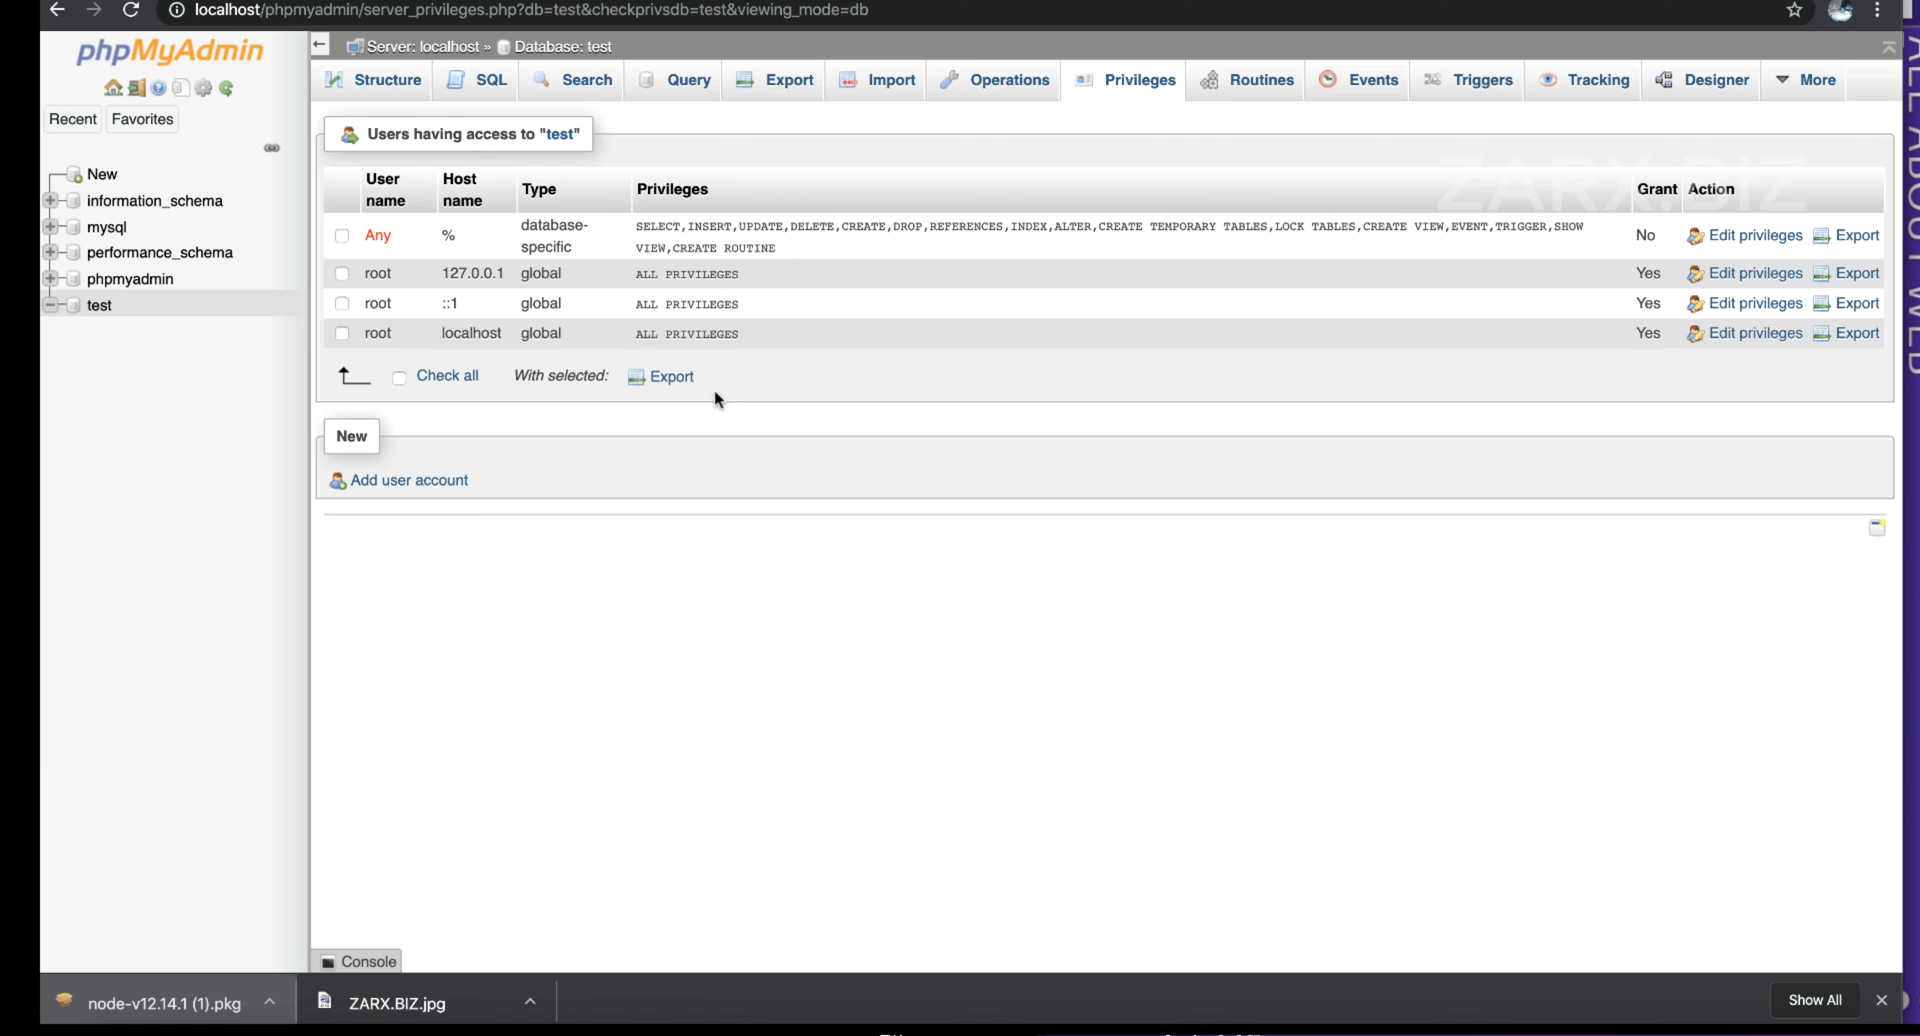 localhost/phpmyadmin/server_privileges.php?db=test&checkprivsdb=test&viewing_mode=db
phpMyAdmin
Recent Favorites
New
information_schema
mysql
performance_schema
phpmyadmin
test
Server: localhost » Database: test
Structure SQL Search Query Export Import Operations Privileges Routines Events Triggers Tracking Designer More
Users having access to "test"
User name Host name Type Privileges Grant Action
Any % database-specific SELECT,INSERT,UPDATE,DELETE,CREATE,DROP,REFERENCES,INDEX,ALTER,CREATE TEMPORARY TABLES,LOCK TABLES,CREATE VIEW,EVENT,TRIGGER,SHOW
VIEW,CREATE ROUTINE No Edit privileges Export
root 127.0.0.1 global ALL PRIVILEGES Yes Edit privileges Export
root ::1 global ALL PRIVILEGES Yes Edit privileges Export
root localhost global ALL PRIVILEGES Yes Edit privileges Export
Check all With selected: Export
New
Add user account
Console
node-v12.14.1 (1).pkg
ZARX.BIZ.jpg
Show All
ZARX.BIZ
ALL ABOUT WEB